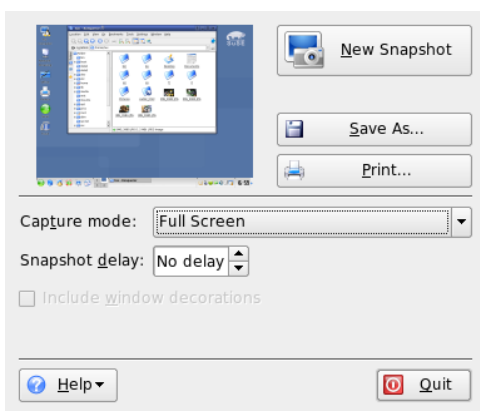 New Snapshot
Save As...
Print...
Capture mode: Full Screen
Snapshot delay: No delay
Include window decorations
Help
Quit